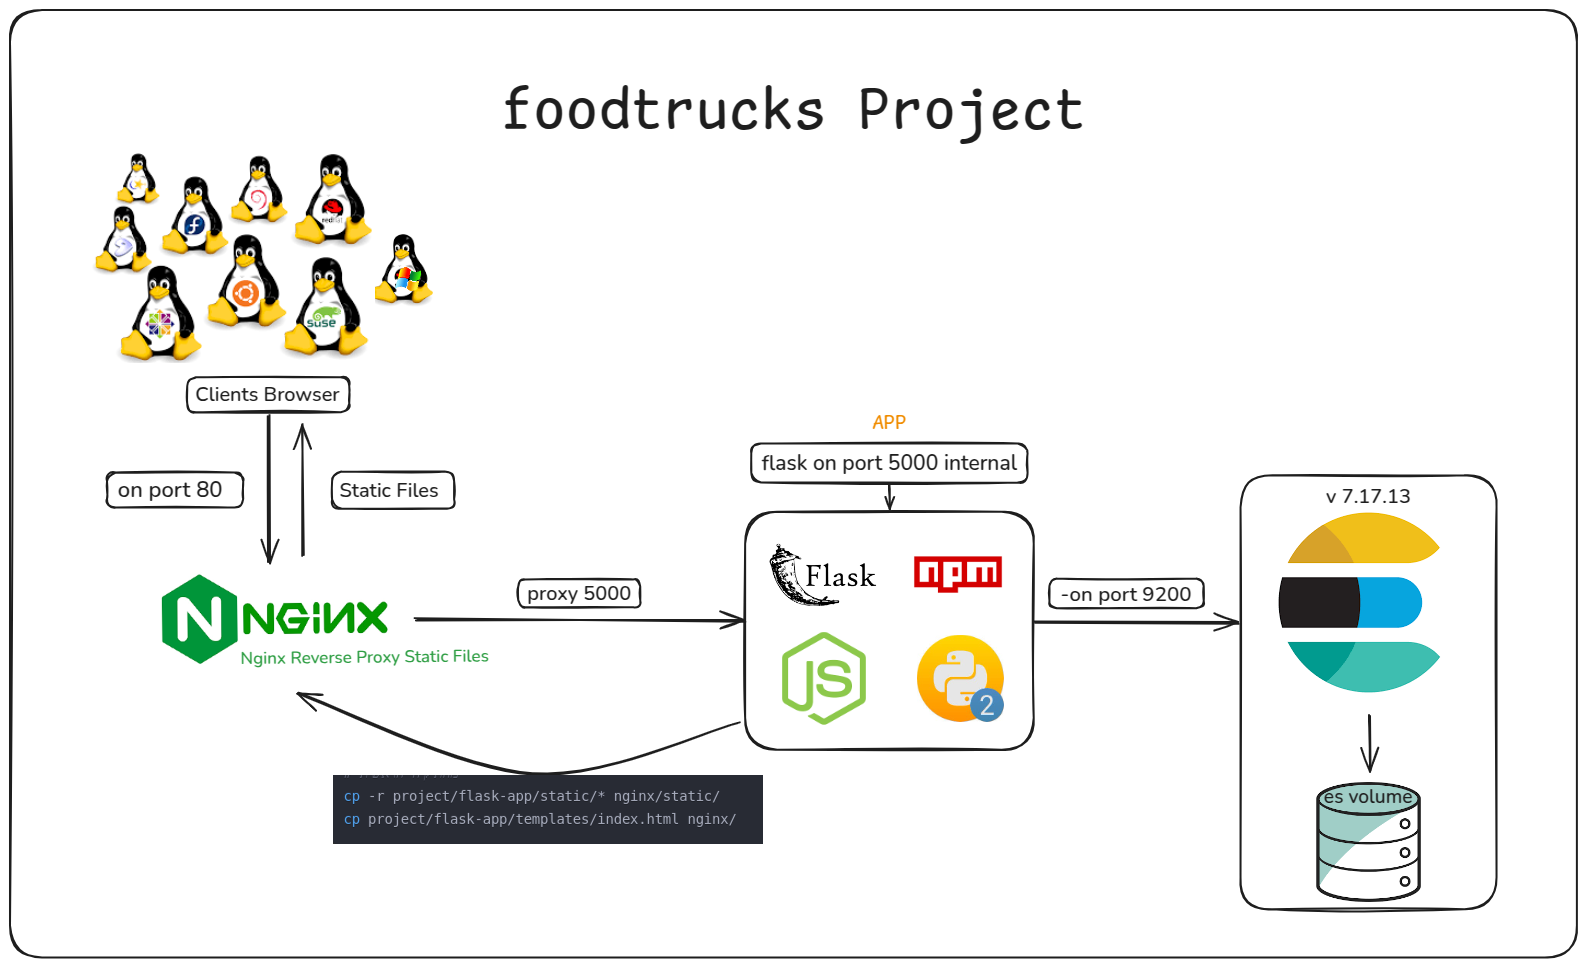 foodtrucks Project
redhat
suse
Clients Browser
on port 80
Static Files
NGiNX
Nginx Reverse Proxy Static Files
proxy 5000
APP
flask on port 5000 internal
Flask
npm
JS
2
-on port 9200
v 7.17.13
es volume
cp -r project/flask-app/static/* nginx/static/
cp project/flask-app/templates/index.html nginx/